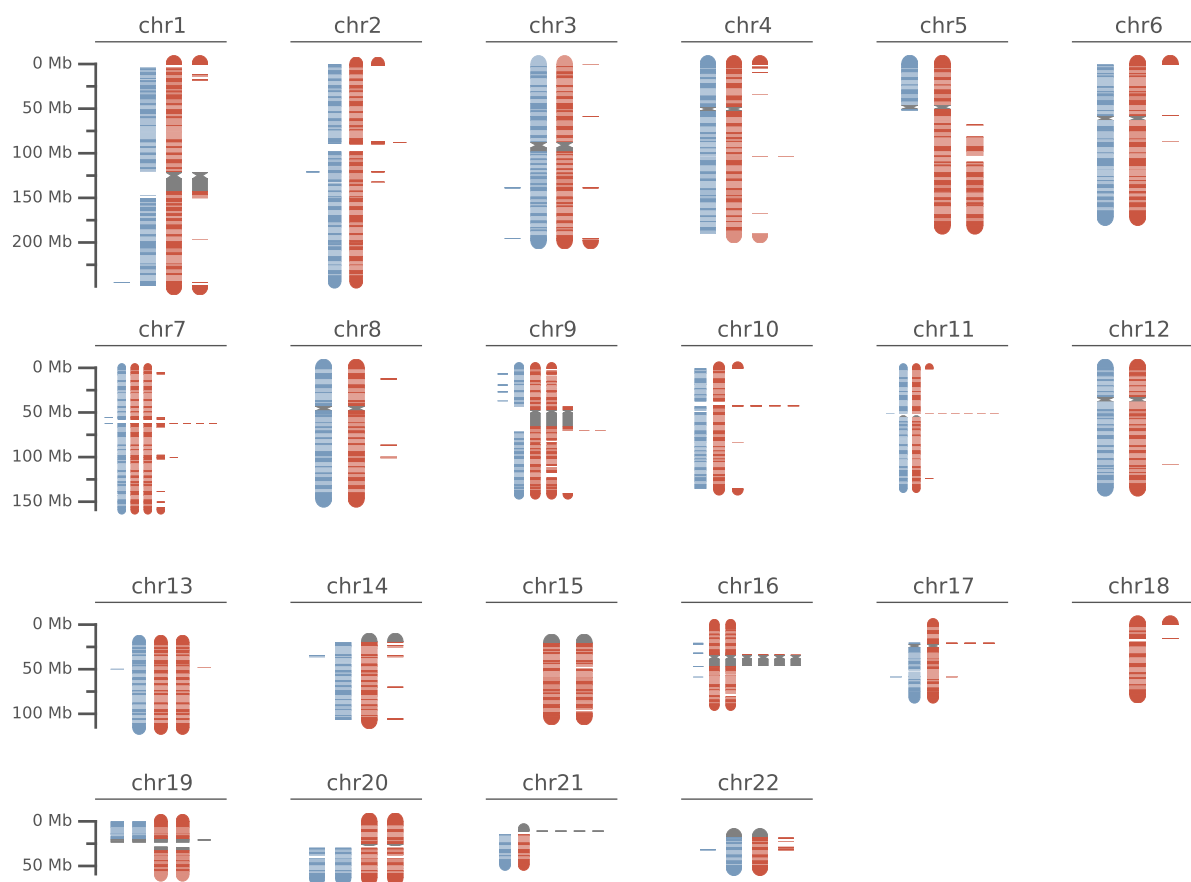 chr1 chr2 chr3 chr4 chr5 chr6
0 Mb
50 Mb
100 Mb
150 Mb
200 Mb
chr7 chr8 chr9 chr10 chr11 chr12
0 Mb
50 Mb
100 Mb
150 Mb
chr13 chr14 chr15 chr16 chr17 chr18
0 Mb
50 Mb
100 Mb
chr19 chr20 chr21 chr22
0 Mb
50 Mb